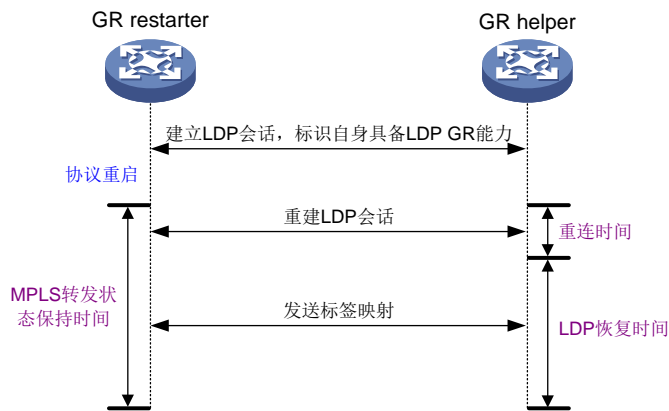 GR restarter
GR helper
建立LDP会话，标识自身具备LDP GR能力
协议重启
重建LDP会话
重连时间
MPLS转发状
态保持时间
发送标签映射
LDP恢复时间